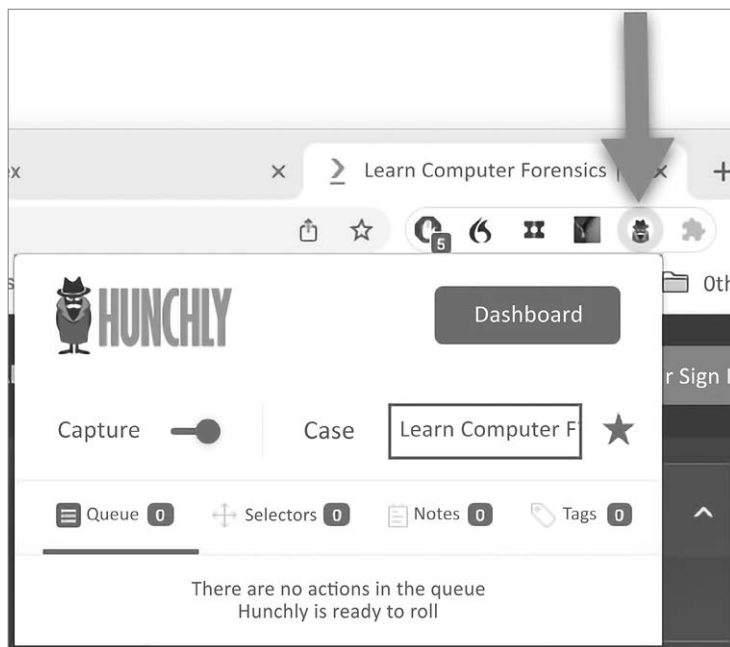 ex
Learn Computer Forensics |
5
Oth
HUNCHLY
Dashboard
r Sign I
Capture
Case
Learn Computer F
Queue 0
Selectors 0
Notes 0
Tags 0
There are no actions in the queue
Hunchly is ready to roll